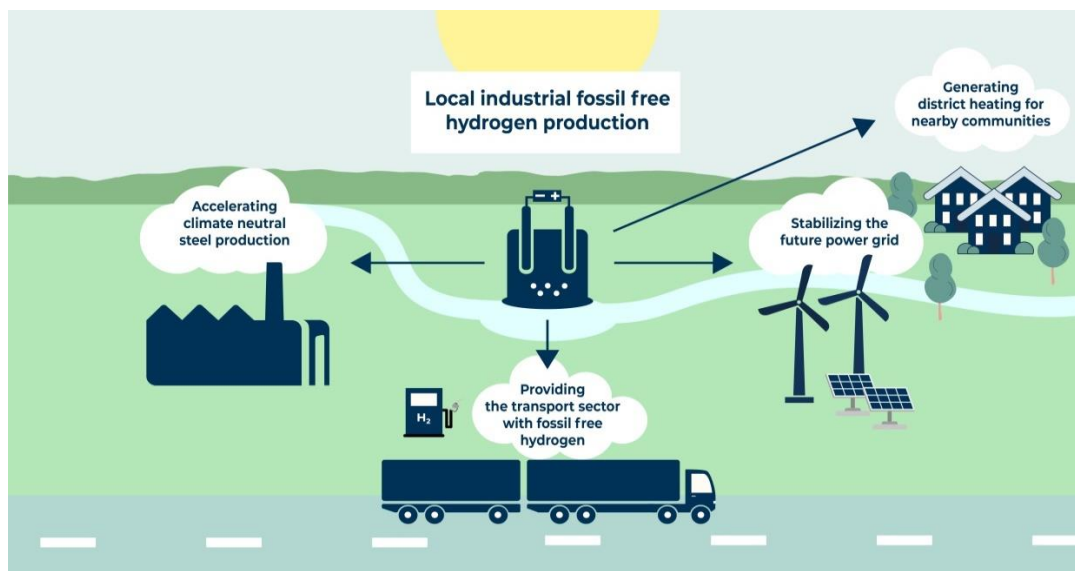 Local industrial fossil free
hydrogen production
Generating
district heating for
nearby communities
Accelerating
climate neutral
steel production
Stabilizing the
future power grid
Providing
the transport sector
with fossil free
hydrogen
H₂
− +